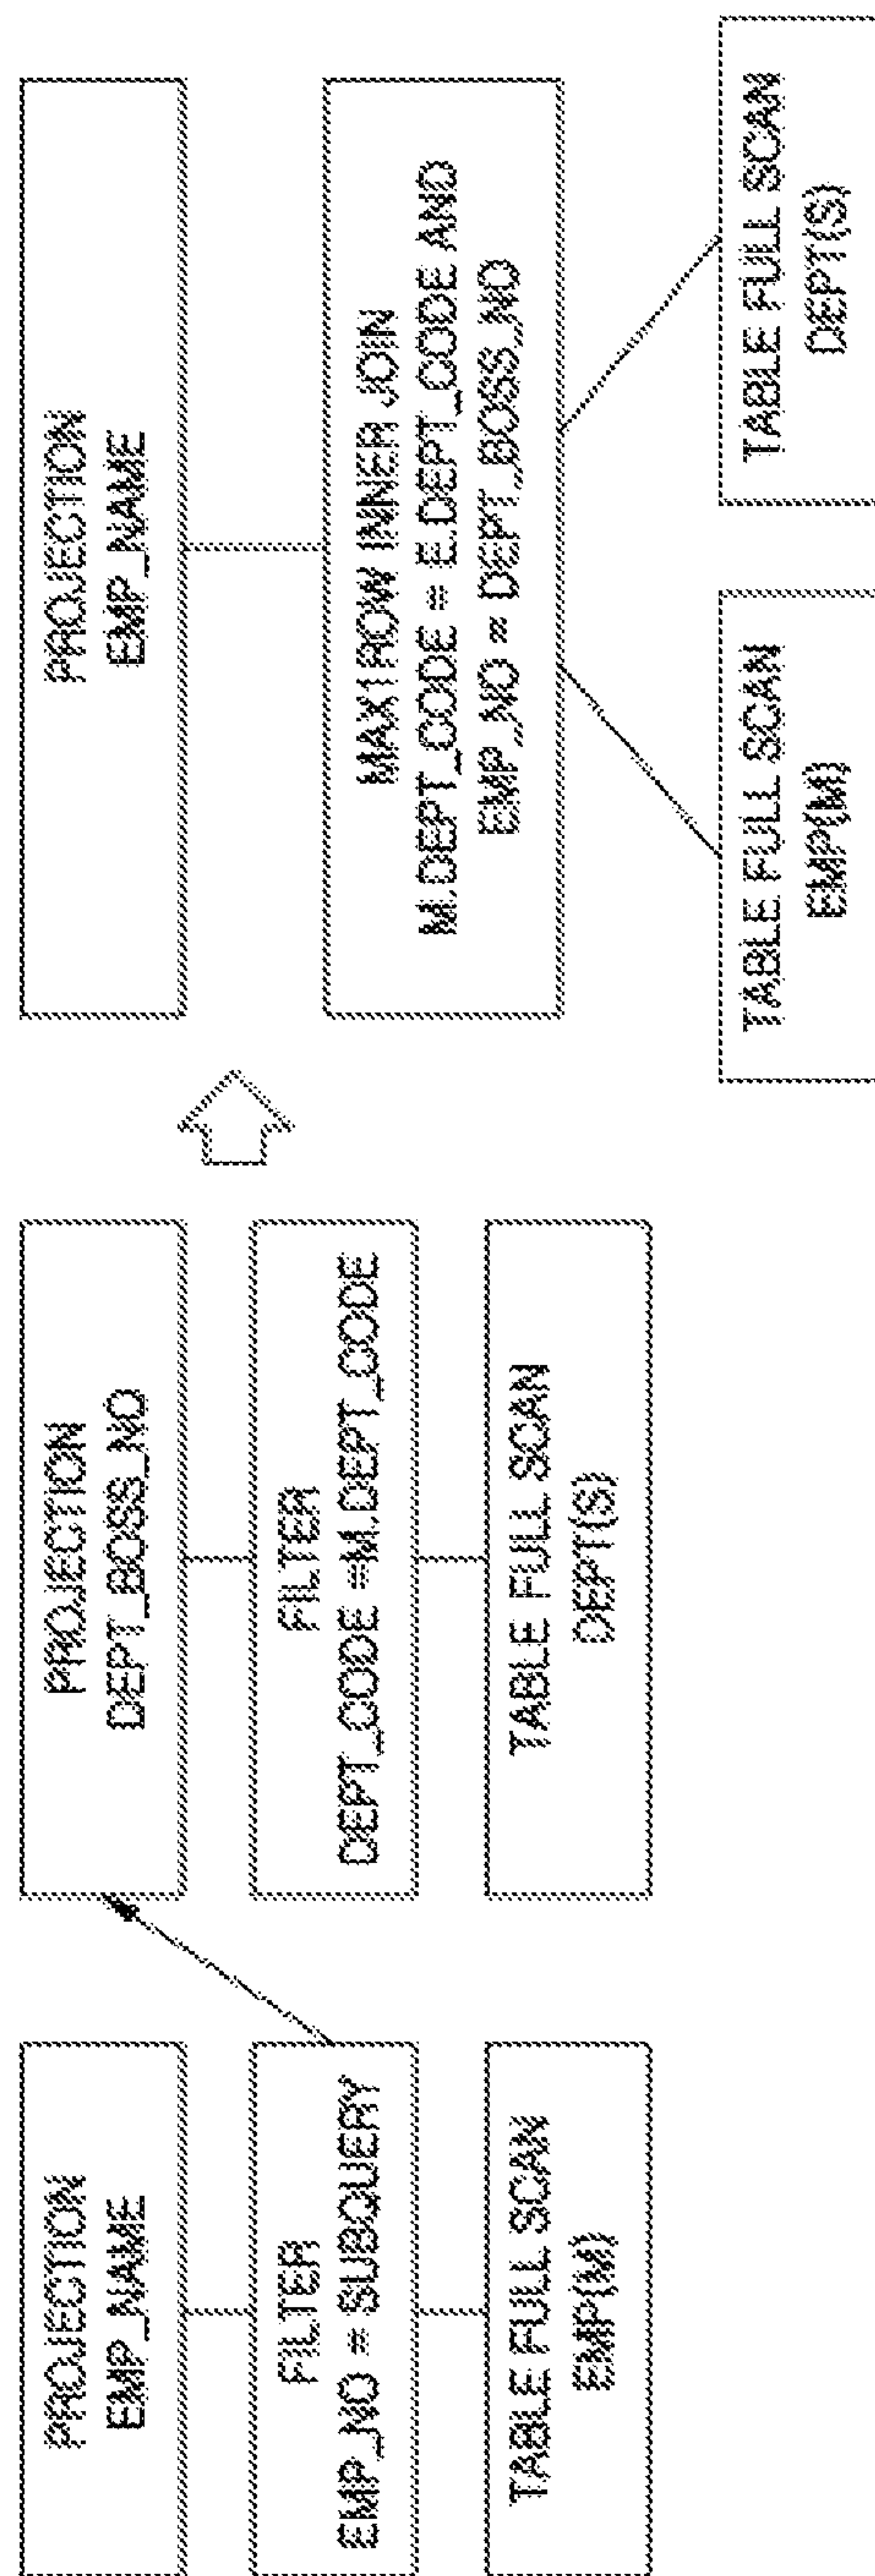 PROJECTION
EMP_NAME
FILTER
EMP_NO = SUBQUERY
TABLE FULL SCAN
EMP(M)
PROJECTION
DEPT_BOSS_NO
FILTER
DEPT_CODE =M.DEPT_CODE
TABLE FULL SCAN
DEPT(S)
PROJECTION
EMP_NAME
MAX1ROW INNER JOIN
M.DEPT_CODE = E.DEPT_CODE AND
EMP_NO = DEPT_BOSS_NO
TABLE FULL SCAN
EMP(M)
TABLE FULL SCAN
DEPT(S)